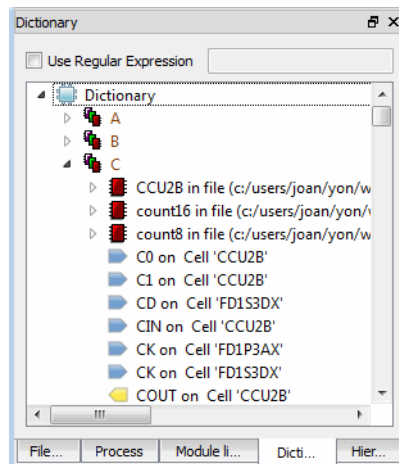 Dictionary
Use Regular Expression
Dictionary
A
B
C
CCU2B in file (c:/users/joan/yon/w
count16 in file (c:/users/joan/yon/
count8 in file (c:/users/joan/yon/w
C0 on Cell 'CCU2B'
C1 on Cell 'CCU2B'
CD on Cell 'FD1S3DX'
CIN on Cell 'CCU2B'
CK on Cell 'FD1P3AX'
CK on Cell 'FD1S3DX'
COUT on Cell 'CCU2B'
File... Process Module li... Dicti... Hier...